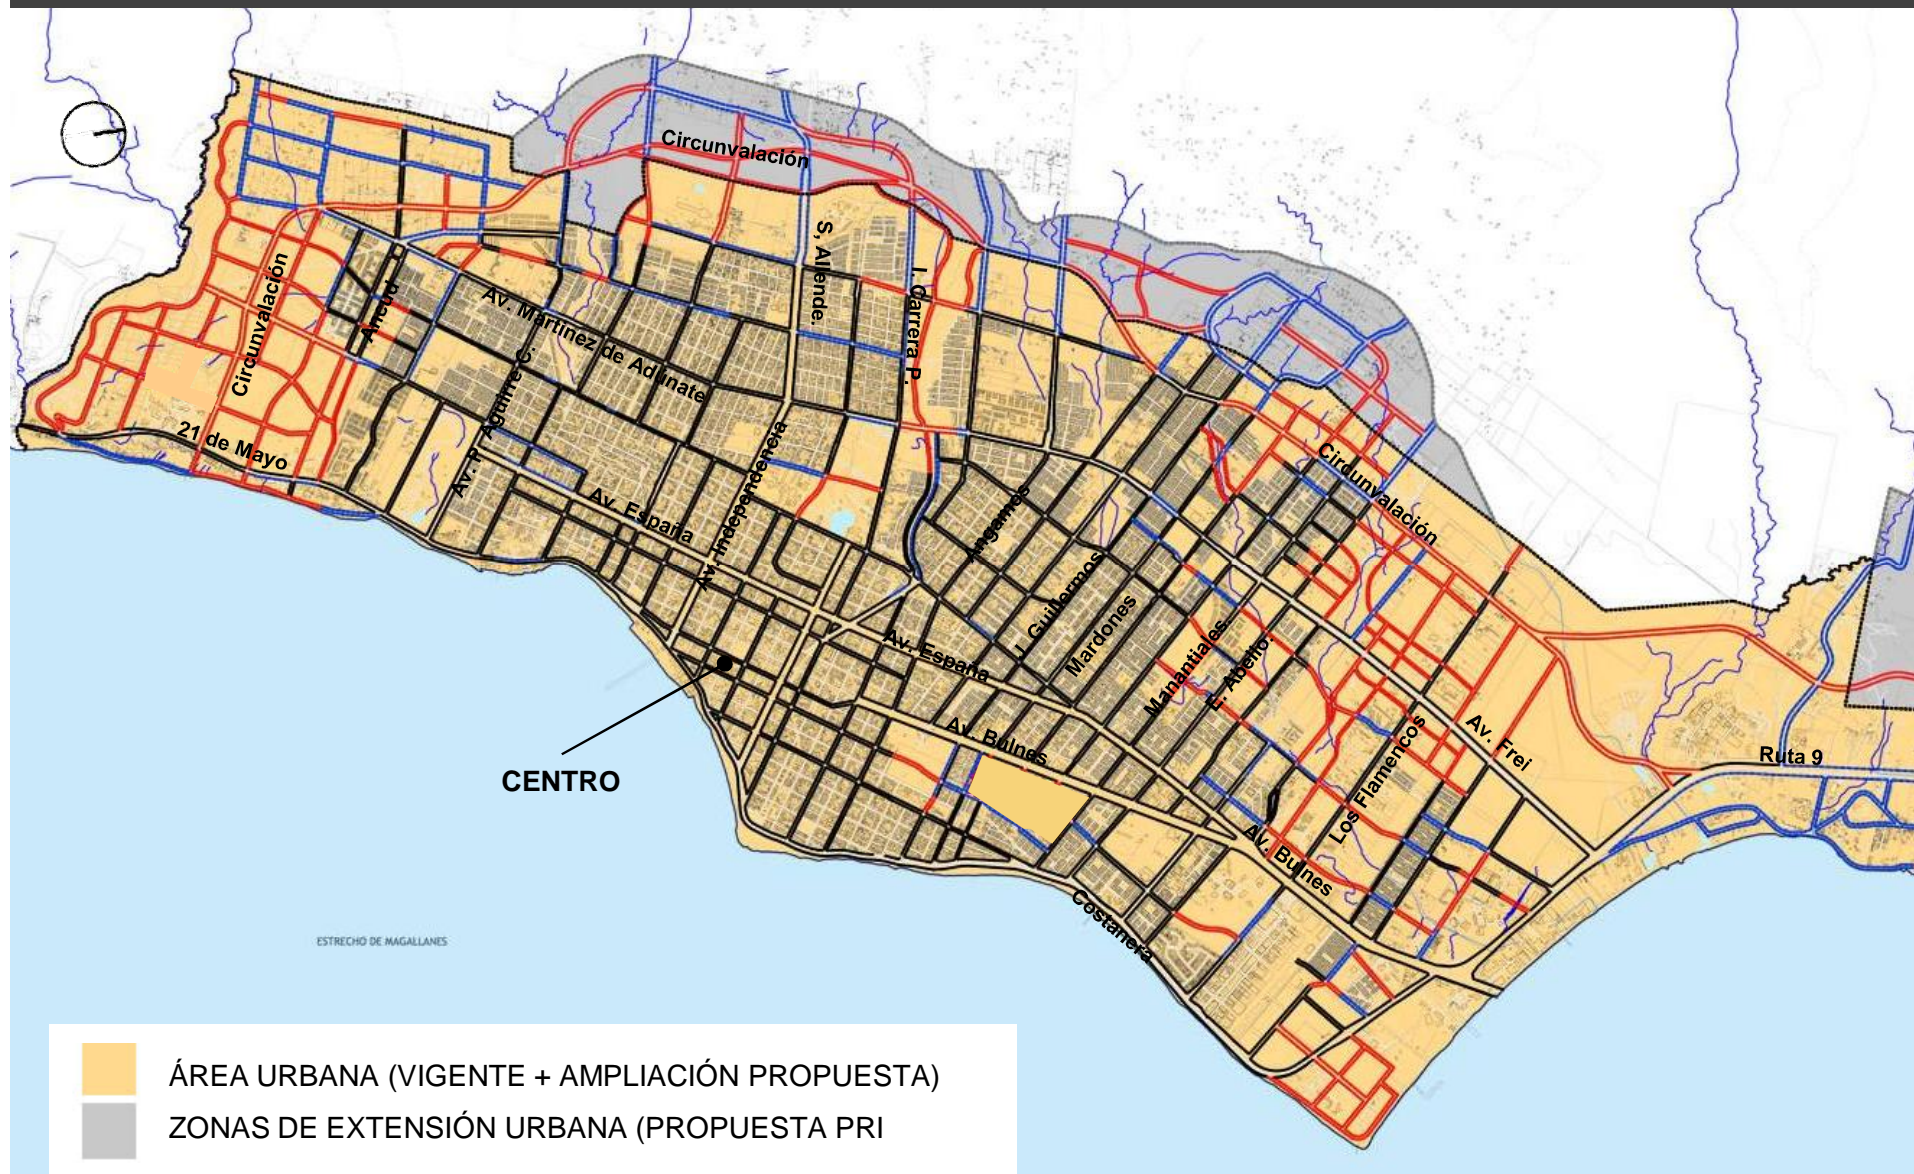 Circunvalación
S, Allende.
I. Carrera P.
Circunvalación
Ancud
Av. Martínez de Aldunate
Av. P. Aguirre C.
21 de Mayo
Av. España
Av. Independencia
Angamos
Circunvalación
J. Guillermos
Mardones
Manantiales.
E. Abello.
Av. España
Av. Bulnes
Los Flamencos
Av. Frei
Ruta 9
CENTRO
Av. Bulnes
Costanera
ESTRECHO DE MAGALLANES
ÁREA URBANA (VIGENTE + AMPLIACIÓN PROPUESTA)
ZONAS DE EXTENSIÓN URBANA (PROPUESTA PRI